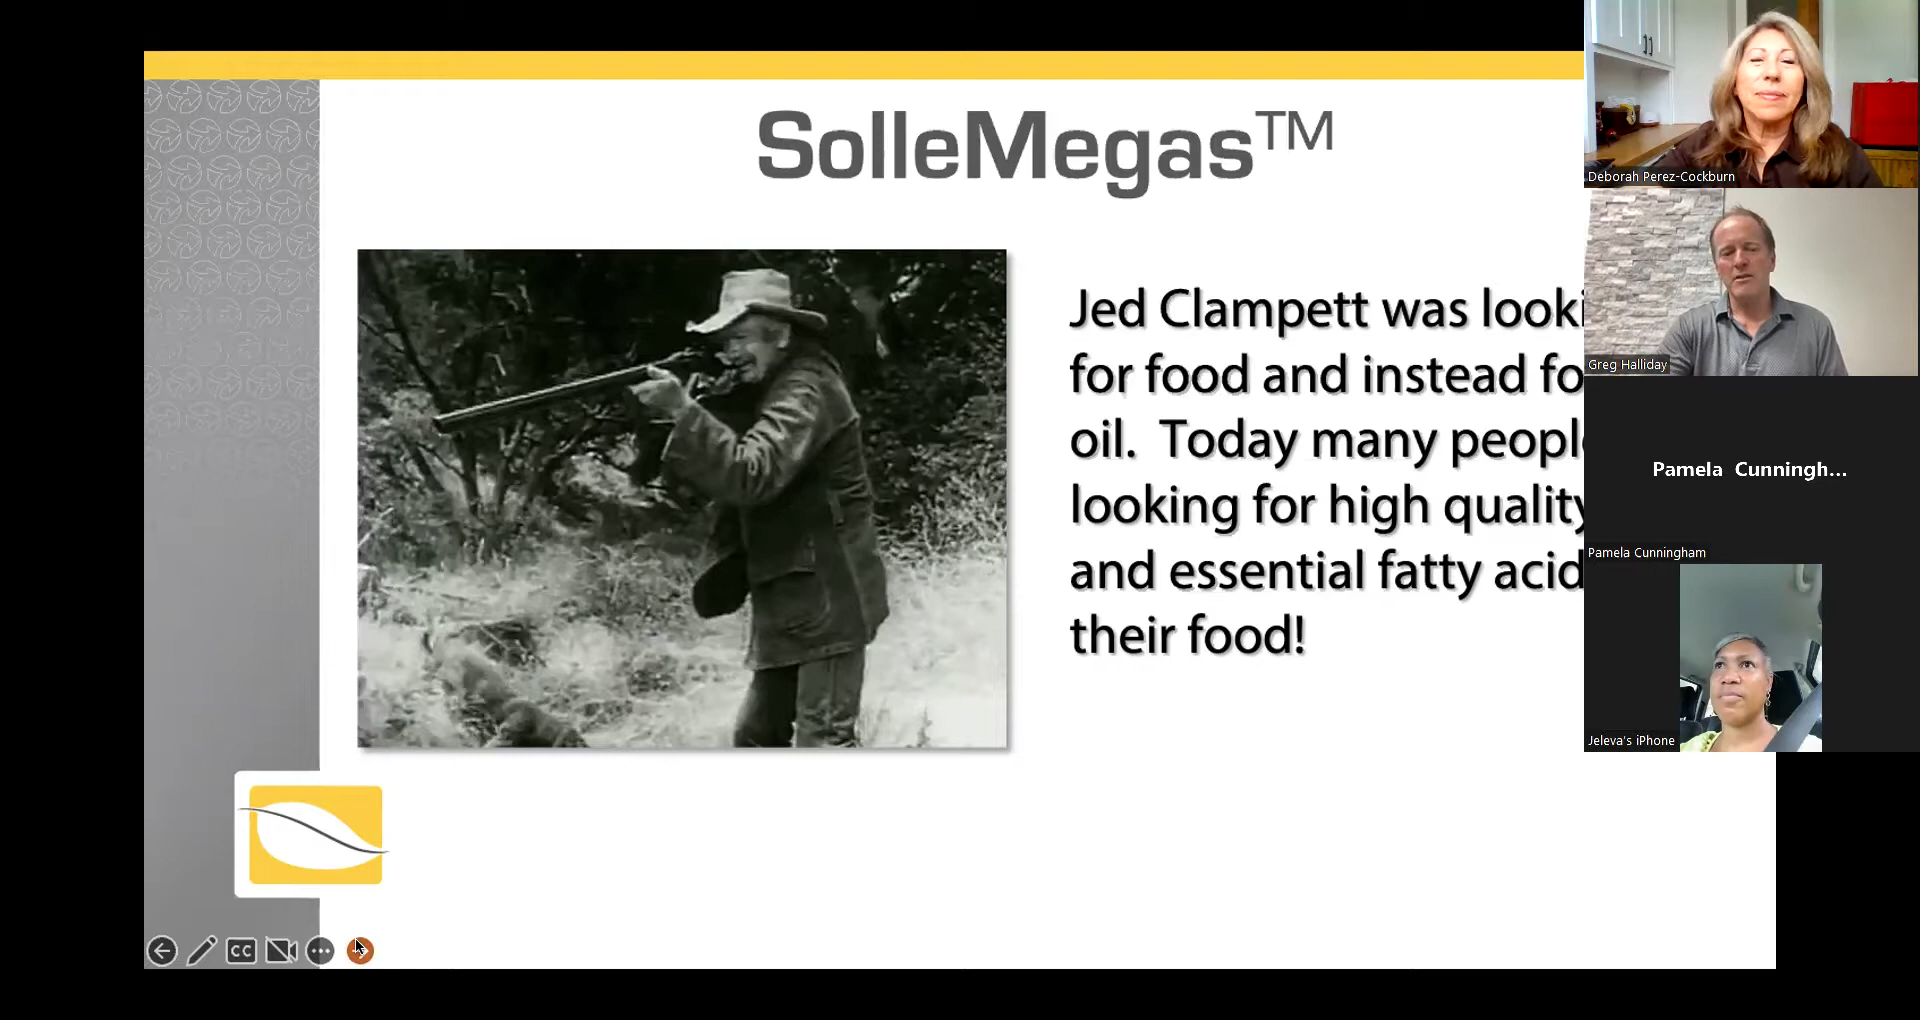 SolleMegas™
Jed Clampett was looki
for food and instead fo
oil.  Today many peopl
looking for high quality
and essential fatty acid
their food!
CC
Deborah Perez-Cockburn
Greg Halliday
Pamela  Cunningh...
Pamela Cunningham
Jeleva's iPhone